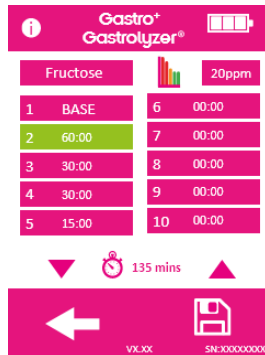 i
Gastro+
Gastrolyzer®
Fructose
20ppm
1 BASE
2 60:00
3 30:00
4 30:00
5 15:00
6 00:00
7 00:00
8 00:00
9 00:00
10 00:00
135 mins
VX.XX
SN:XXXXXXXXX